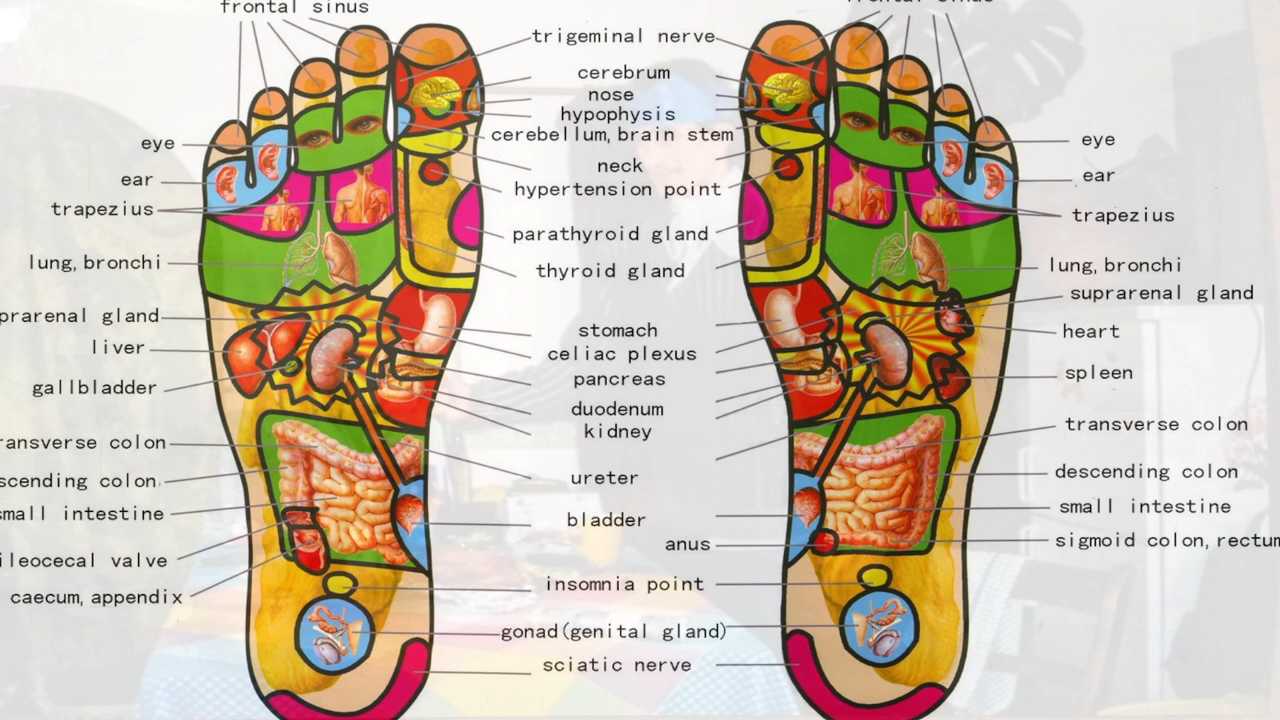 frontal sinus
eye
ear
trapezius
lung, bronchi
prarenal gland
liver
gallbladder
ransverse colon
scending colon
small intestine
ileocecal valve
caecum, appendix
trigeminal nerve
cerebrum
nose
hypophysis
cerebellum, brain stem
neck
hypertension point
parathyroid gland
thyroid gland
stomach
celiac plexus
pancreas
duodenum
kidney
ureter
bladder
anus
insomnia point
gonad(genital gland)
sciatic nerve
frontal sinus
eye
ear
trapezius
lung, bronchi
suprarenal gland
heart
spleen
transverse colon
descending colon
small intestine
sigmoid colon, rectum